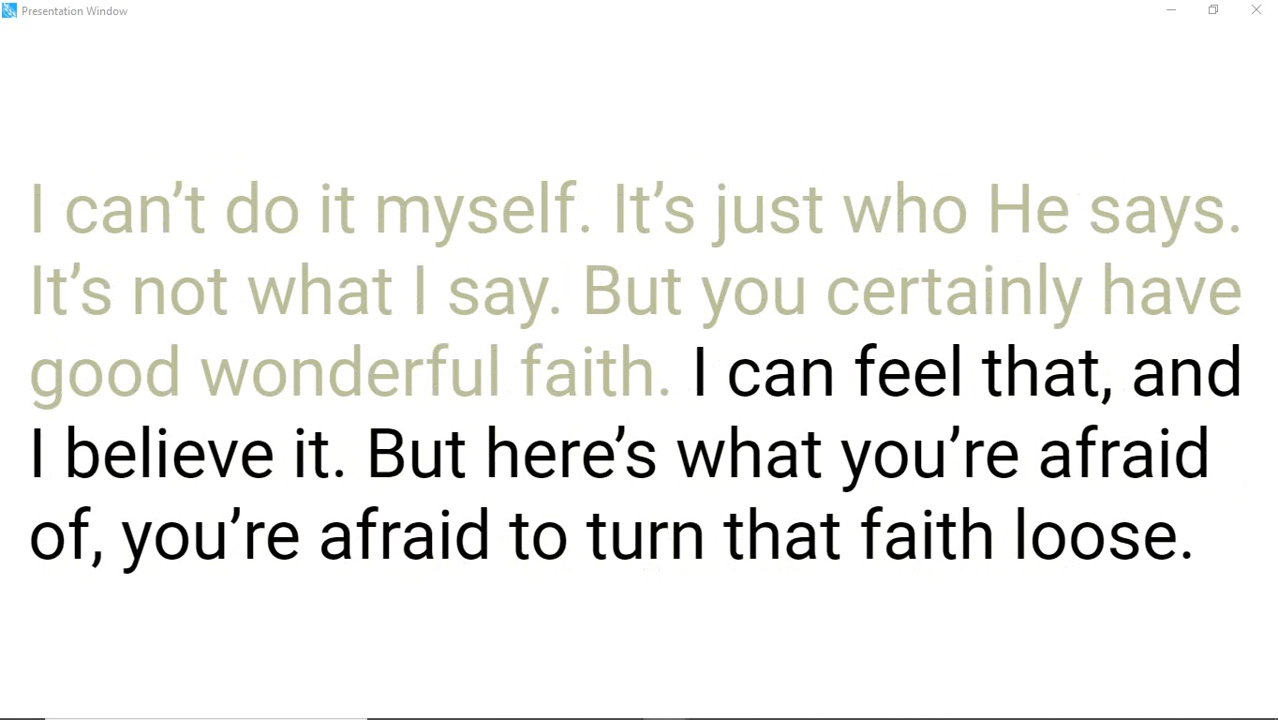 Presentation Window
I can’t do it myself. It’s just who He says.
It’s not what I say. But you certainly have
good wonderful faith. I can feel that, and
I believe it. But here’s what you’re afraid
of, you’re afraid to turn that faith loose.